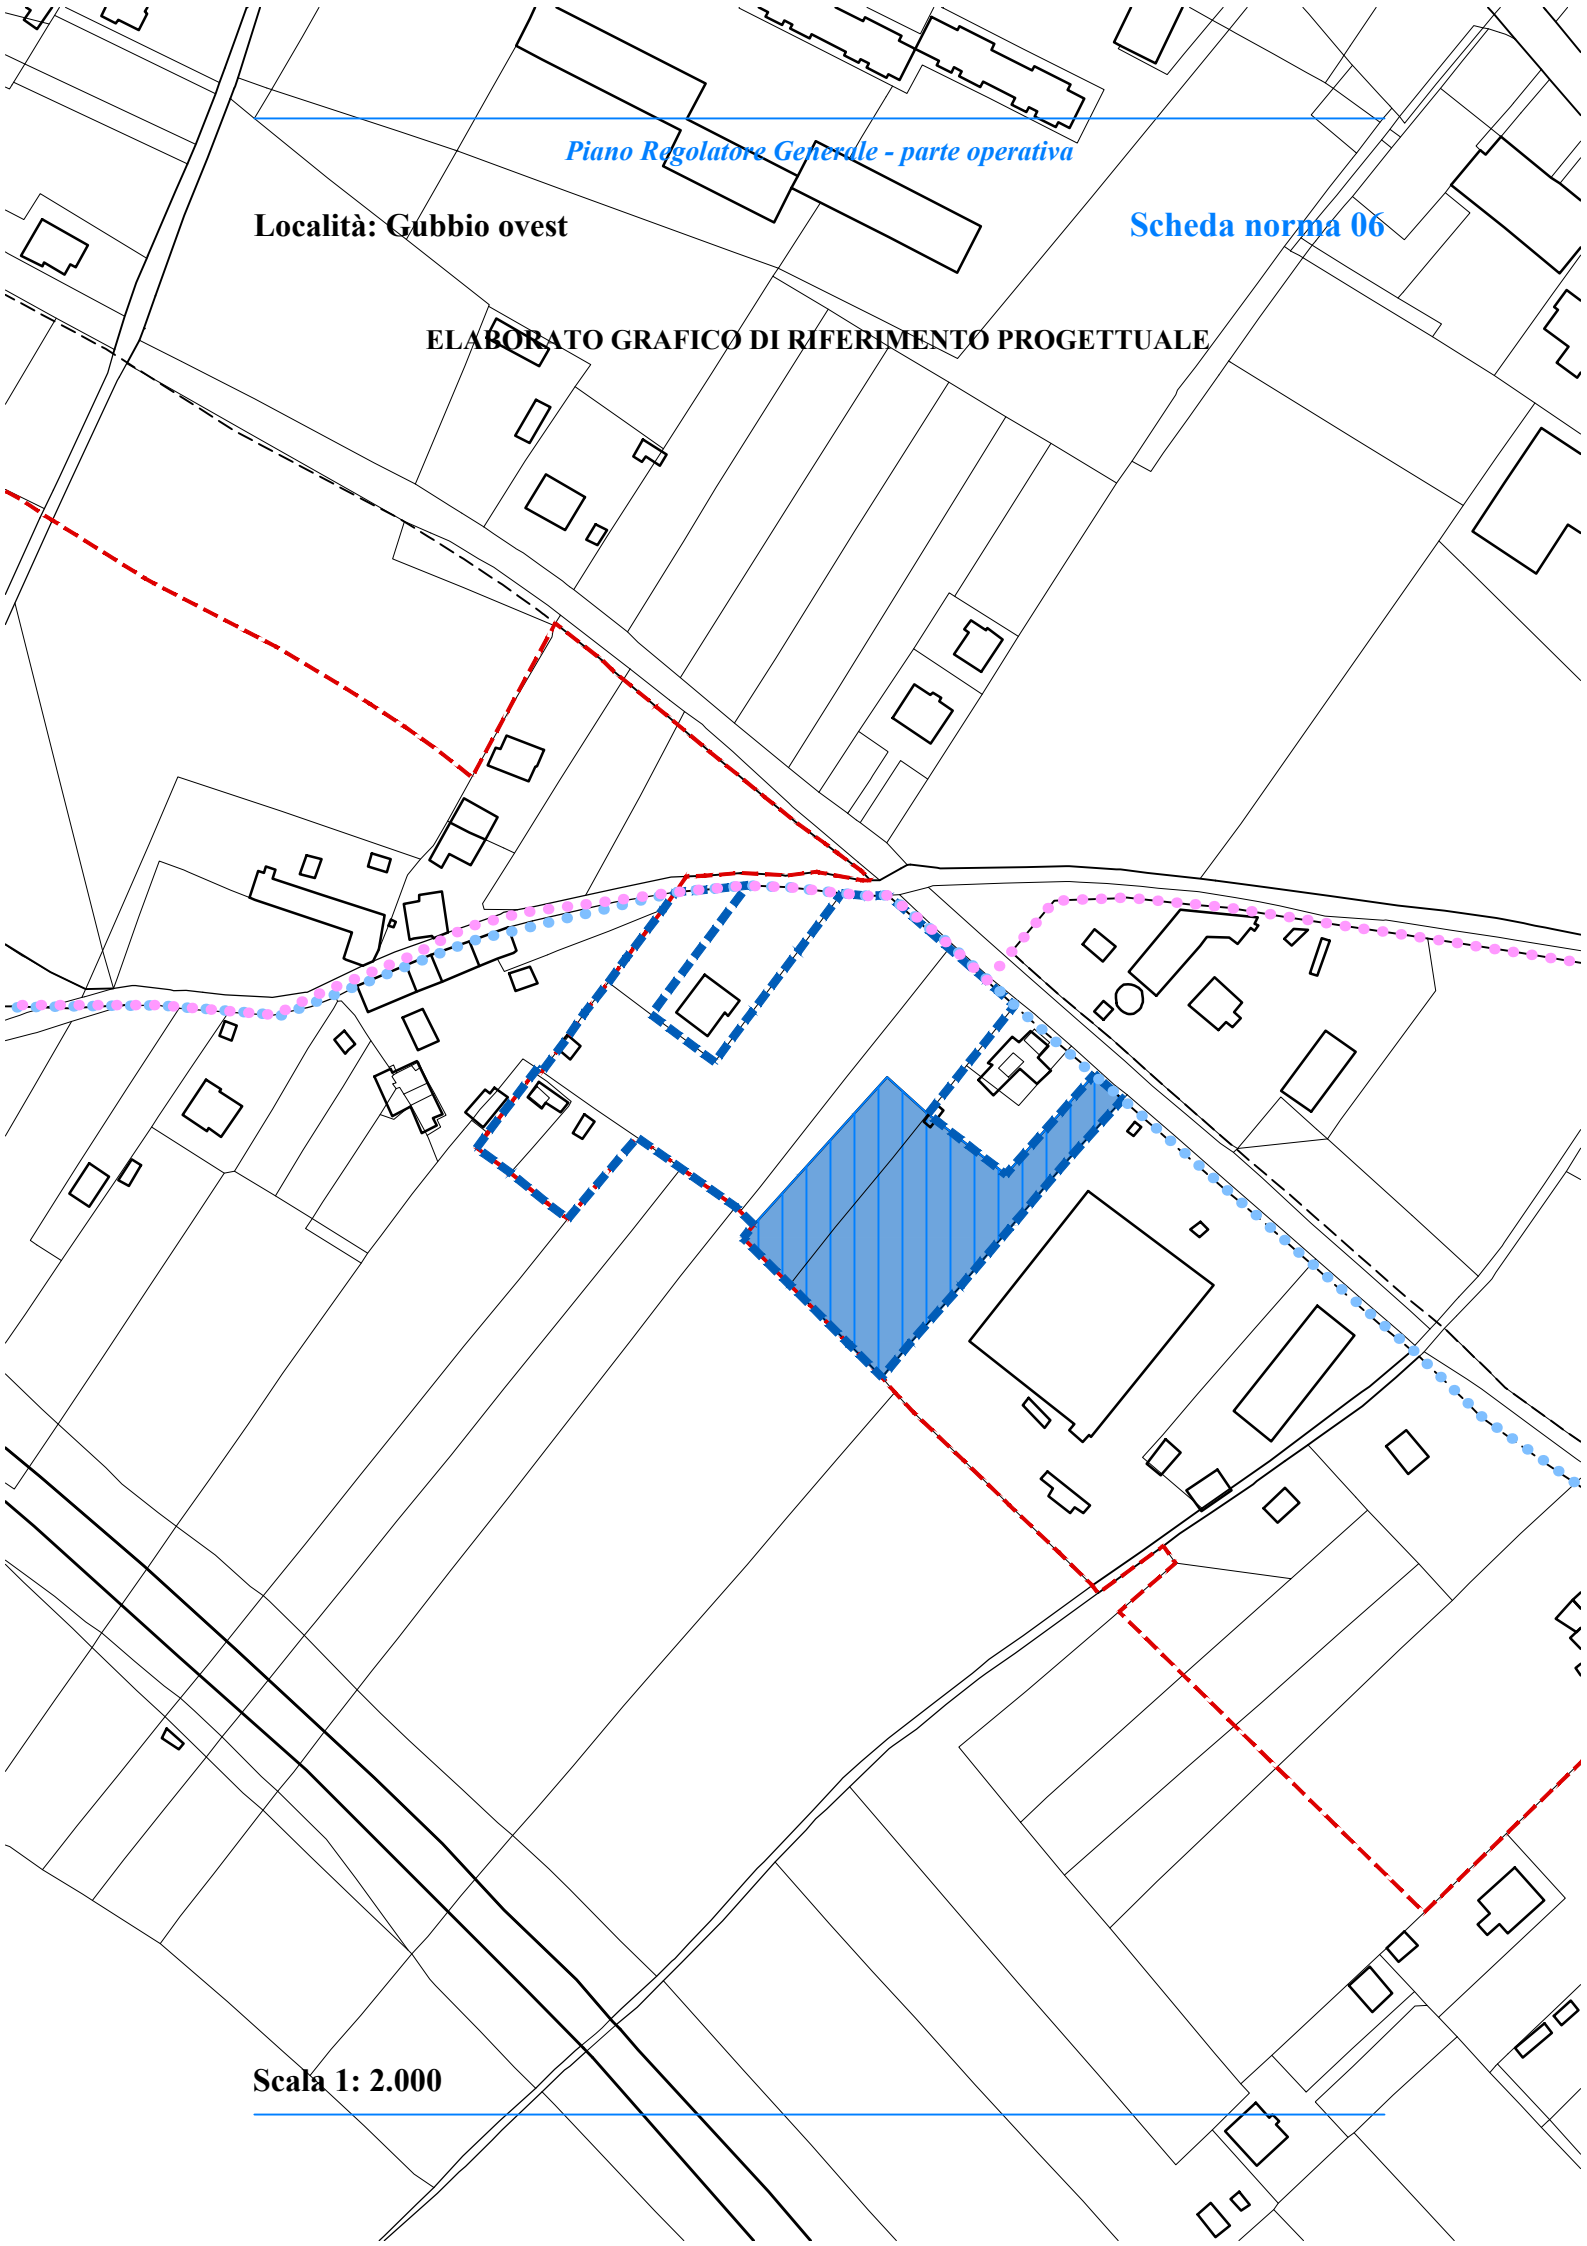 Piano Regolatore Generale - parte operativa
Località: Gubbio ovest
Scheda norma 06
ELABORATO GRAFICO DI RIFERIMENTO PROGETTUALE
Scala 1: 2.000